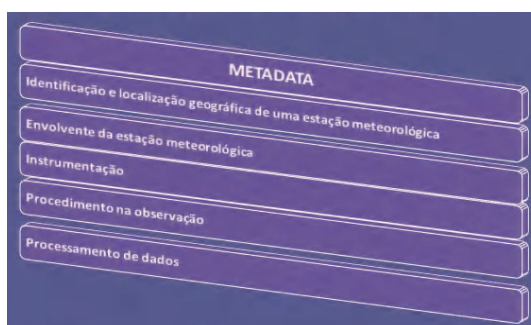 METADATA
Identificação e localização geográfica de uma estação meteorológica
Envolvente da estação meteorológica
Instrumentação
Procedimento na observação
Processamento de dados